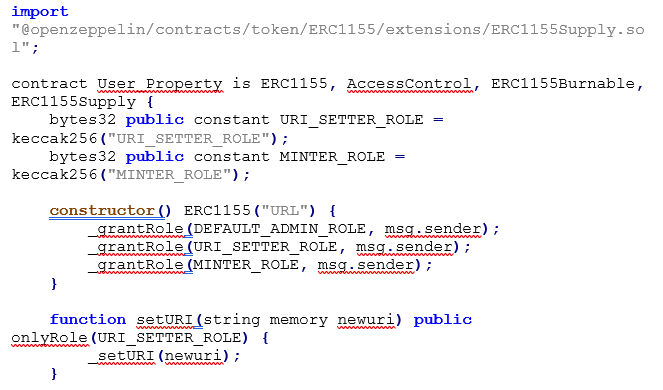 import
"@openzeppelin/contracts/token/ERC1155/extensions/ERC1155Supply.so
l";
contract User_Property is ERC1155, AccessControl, ERC1155Burnable,
ERC1155Supply {
bytes32 public constant URI_SETTER_ROLE =
keccak256("URI_SETTER_ROLE");
bytes32 public constant MINTER_ROLE =
keccak256("MINTER_ROLE");
constructor() ERC1155("URL") {
_grantRole(DEFAULT_ADMIN_ROLE, msg.sender);
_grantRole(URI_SETTER_ROLE, msg.sender);
_grantRole(MINTER_ROLE, msg.sender);
}
function setURI(string memory newuri) public
onlyRole(URI_SETTER_ROLE) {
_setURI(newuri);
}